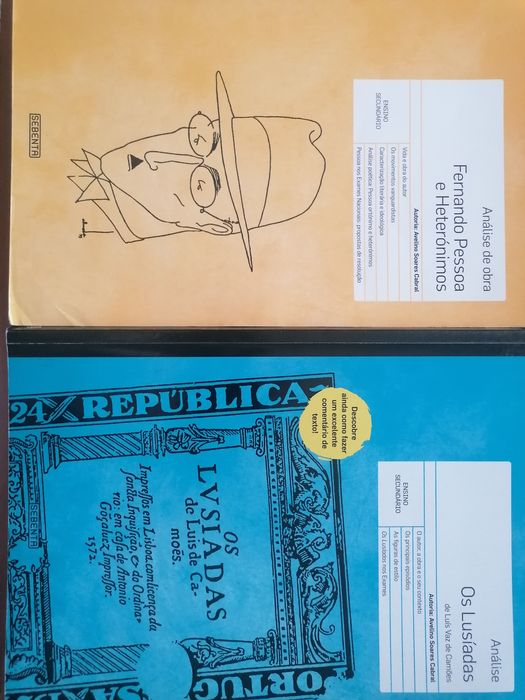 Análise de obra
Fernando Pessoa
e Heterónimos
Autoria: Avelino Soares Cabral
ENSINO
SECUNDÁRIO
Vida e obra do autor
Os movimentos vanguardistas
Caracterização literária e ideológica
Análise poética: Pessoa ortónimo e heterónimos
Pessoa nos Exames Nacionais: propostas de resolução
SEBENTA
Análise
Os Lusíadas
de Luís Vaz de Camões
Autoria: Avelino Soares Cabral
ENSINO
SECUNDÁRIO
O autor, a obra e o seu contexto
Os principais episódios
As figuras de estilo
Os Lusíadas nos Exames
Descobre
ainda como fazer
um excelente
comentário de
texto!
24 REPÚBLICA
OS
LVSIADAS
de Luis de Ca-
moẽs.
Impressos em Lisboa, com licença da
sancta Inquisição, & do Ordina-
rio: em casa de Antonio
Gõçaluez Impressor.
1572.
SEBENTA
PORTUG